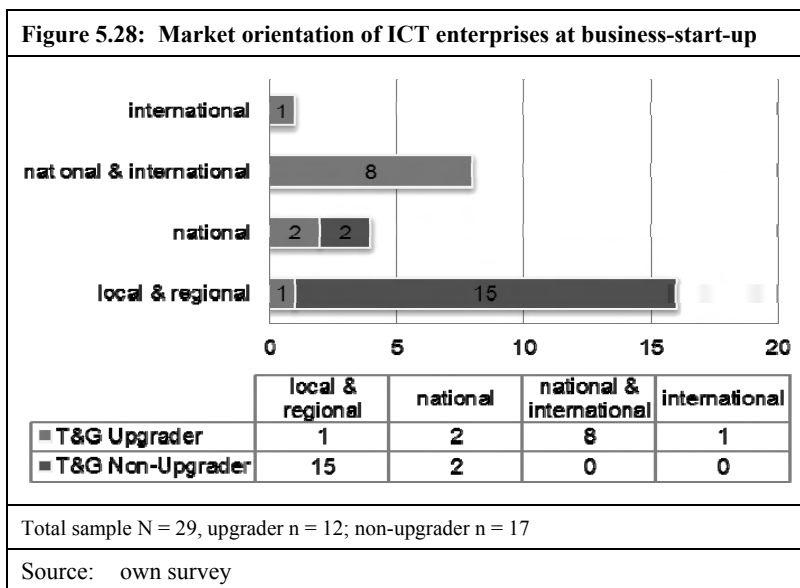 Figure 5.28: Market orientation of ICT enterprises at business-start-up
international 1
nat onal & international 8
national 2 2
local & regional 1 15
0 5 10 15 20
local & regional national national & international international
T&G Upgrader 1 2 8 1
T&G Non-Upgrader 15 2 0 0
Total sample N = 29, upgrader n = 12; non-upgrader n = 17
Source: own survey